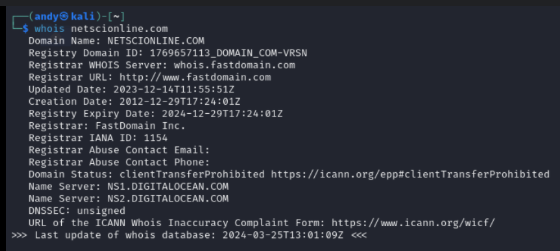 ┌──(andy㉿kali)-[~]
└─$ whois netscionline.com
Domain Name: NETSCIONLINE.COM
Registry Domain ID: 1769657113_DOMAIN_COM-VRSN
Registrar WHOIS Server: whois.fastdomain.com
Registrar URL: http://www.fastdomain.com
Updated Date: 2023-12-14T11:55:51Z
Creation Date: 2012-12-29T17:24:01Z
Registry Expiry Date: 2024-12-29T17:24:01Z
Registrar: FastDomain Inc.
Registrar IANA ID: 1154
Registrar Abuse Contact Email:
Registrar Abuse Contact Phone:
Domain Status: clientTransferProhibited https://icann.org/epp#clientTransferProhibited
Name Server: NS1.DIGITALOCEAN.COM
Name Server: NS2.DIGITALOCEAN.COM
DNSSEC: unsigned
URL of the ICANN Whois Inaccuracy Complaint Form: https://www.icann.org/wicf/
>>> Last update of whois database: 2024-03-25T13:01:09Z <<<